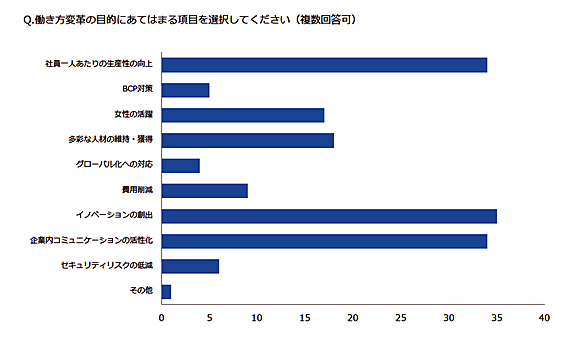 Q.働き方変革の目的にあてはまる項目を選択してください（複数回答可）
社員一人あたりの生産性の向上
BCP対策
女性の活躍
多彩な人材の維持・獲得
グローバル化への対応
費用削減
イノベーションの創出
企業内コミュニケーションの活性化
セキュリティリスクの低減
その他
0 5 10 15 20 25 30 35 40